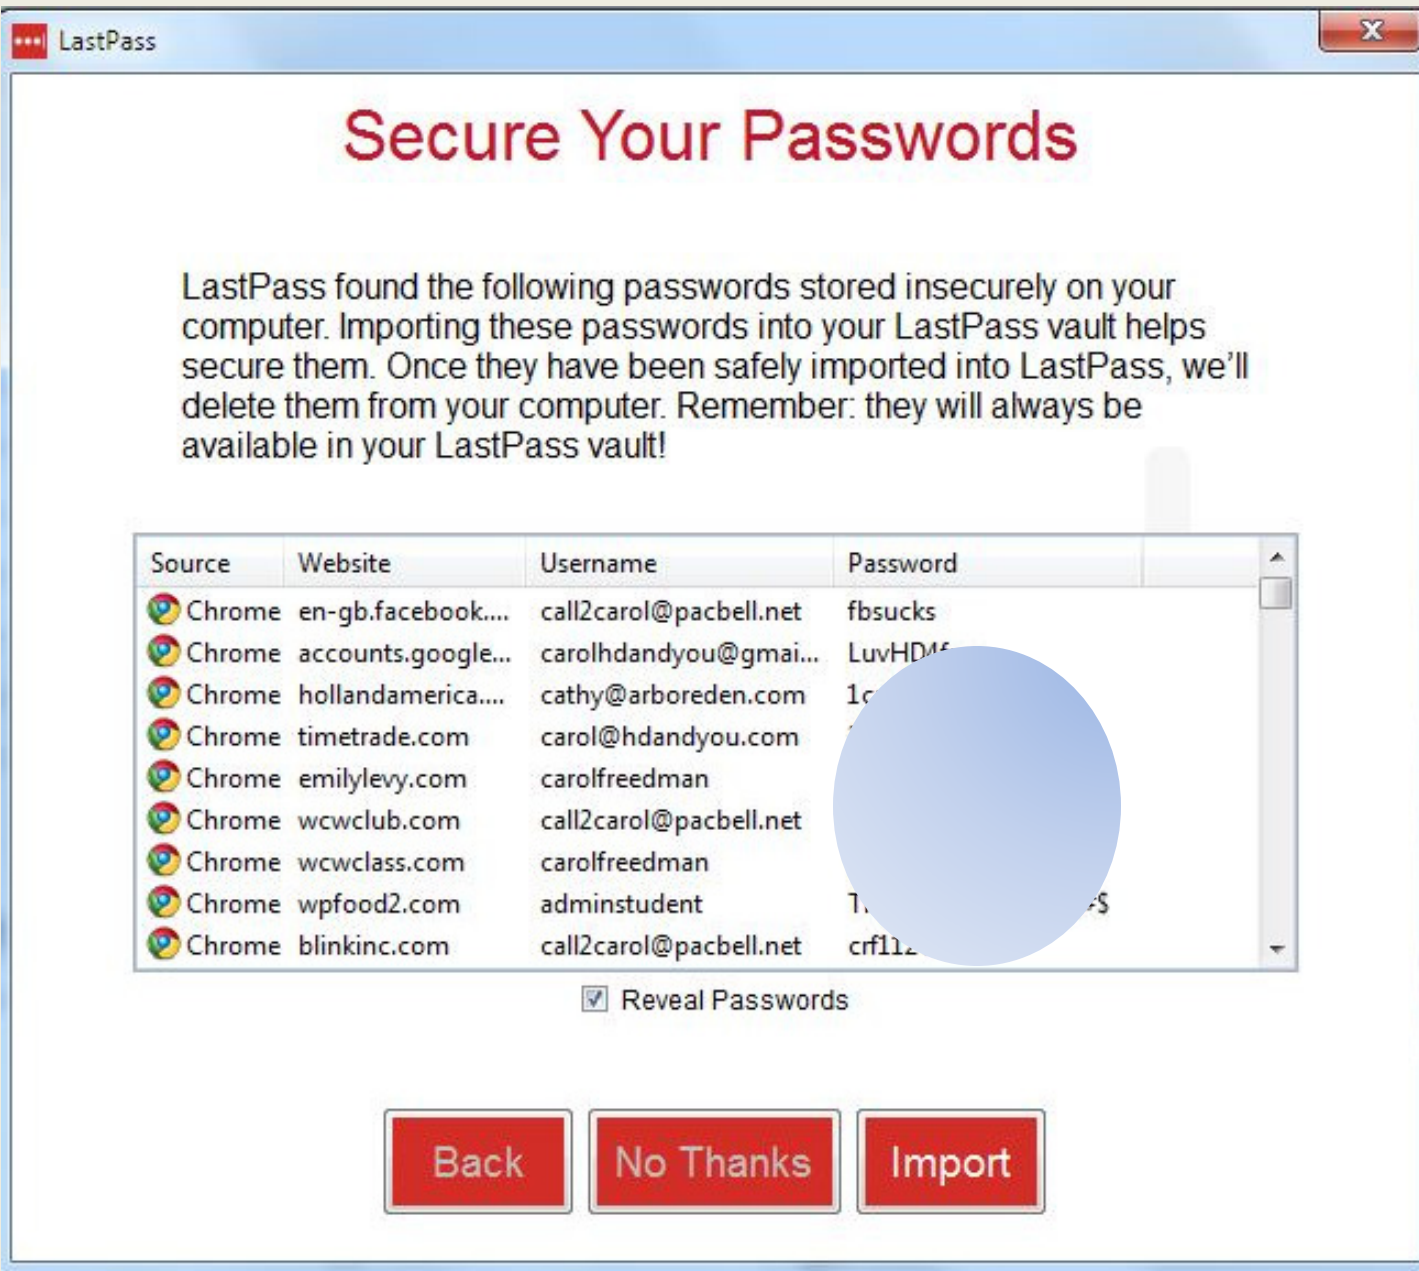 LastPass
Secure Your Passwords
LastPass found the following passwords stored insecurely on your
computer. Importing these passwords into your LastPass vault helps
secure them. Once they have been safely imported into LastPass, we'll
delete them from your computer. Remember: they will always be
available in your LastPass vault!
Source Website Username Password
Chrome en-gb.facebook.... call2carol@pacbell.net fbsucks
Chrome accounts.google... carolhdandyou@gmai...
Chrome hollandamerica.... cathy@arboreden.com
Chrome timetrade.com carol@hdandyou.com
Chrome emilylevy.com carolfreedman
Chrome wcwclub.com call2carol@pacbell.net
Chrome wcwclass.com carolfreedman
Chrome wpfood2.com adminstudent
Chrome blinkinc.com call2carol@pacbell.net
Reveal Passwords
Back No Thanks Import